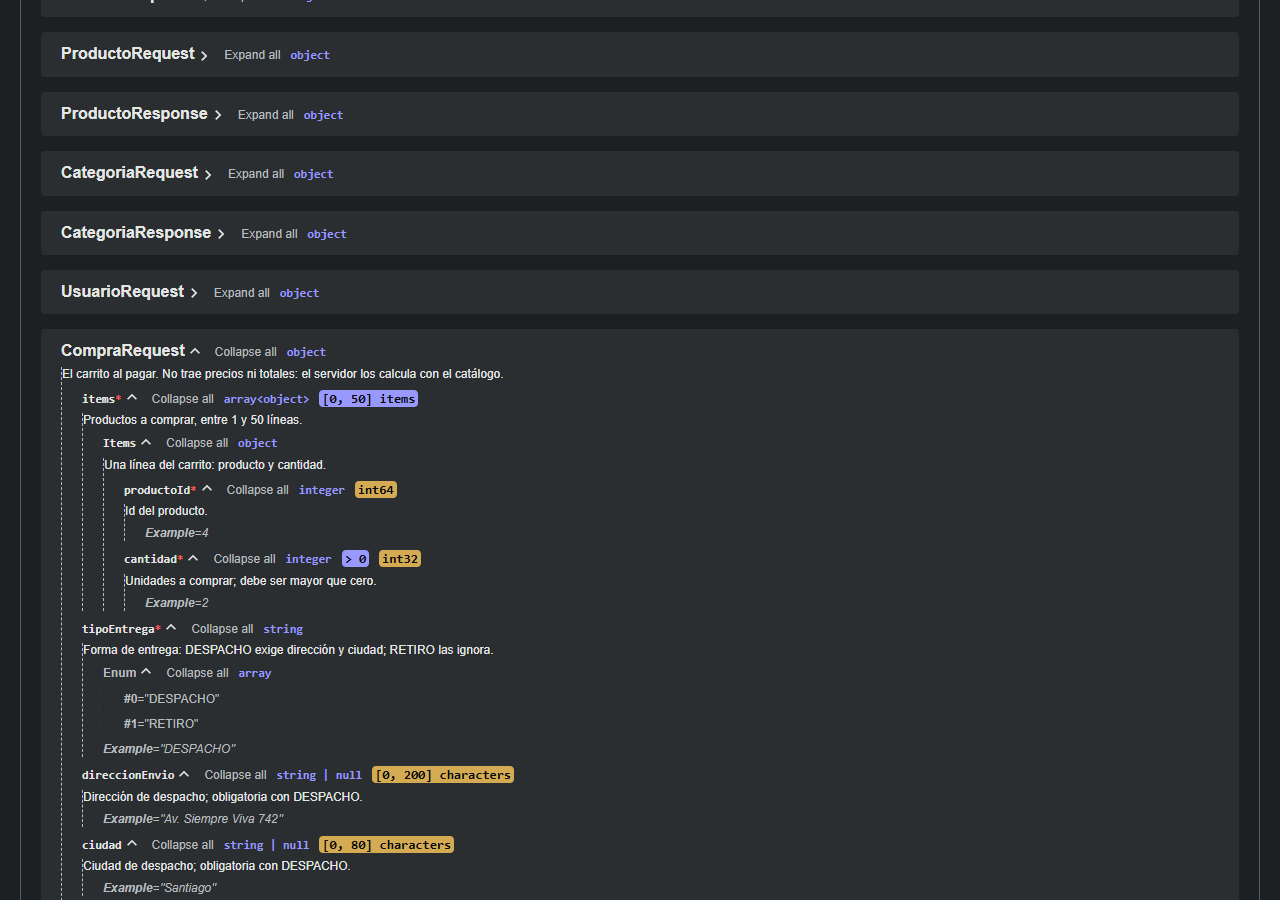 ProductoRequest Expand all object
ProductoResponse Expand all object
CategoriaRequest Expand all object
CategoriaResponse Expand all object
UsuarioRequest Expand all object
CompraRequest Collapse all object
El carrito al pagar. No trae precios ni totales: el servidor los calcula con el catálogo.
items* Collapse all array<object> [0, 50] items
Productos a comprar, entre 1 y 50 líneas.
Items Collapse all object
Una línea del carrito: producto y cantidad.
productoId* Collapse all integer int64
Id del producto.
Example=4
cantidad* Collapse all integer > 0 int32
Unidades a comprar; debe ser mayor que cero.
Example=2
tipoEntrega* Collapse all string
Forma de entrega: DESPACHO exige dirección y ciudad; RETIRO las ignora.
Enum Collapse all array
#0="DESPACHO"
#1="RETIRO"
Example="DESPACHO"
direccionEnvio Collapse all string | null [0, 200] characters
Dirección de despacho; obligatoria con DESPACHO.
Example="Av. Siempre Viva 742"
ciudad Collapse all string | null [0, 80] characters
Ciudad de despacho; obligatoria con DESPACHO.
Example="Santiago"